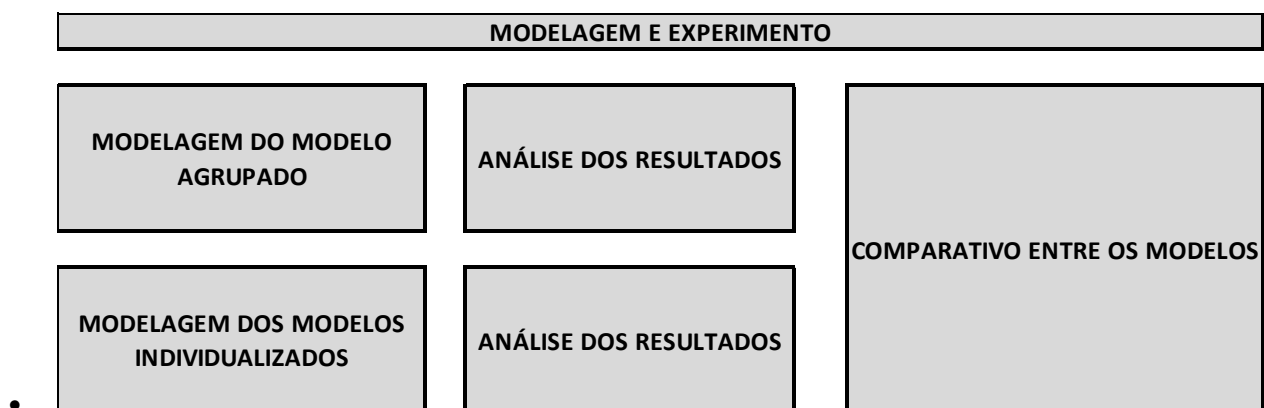 MODELAGEM E EXPERIMENTO
MODELAGEM DO MODELO
AGRUPADO
ANÁLISE DOS RESULTADOS
COMPARATIVO ENTRE OS MODELOS
MODELAGEM DOS MODELOS
INDIVIDUALIZADOS
ANÁLISE DOS RESULTADOS